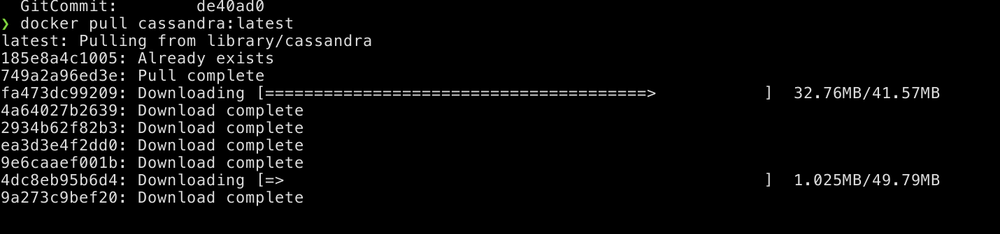 GitCommit: de40ad0
❯ docker pull cassandra:latest
latest: Pulling from library/cassandra
185e8a4c1005: Already exists
749a2a96ed3e: Pull complete
fa473dc99209: Downloading [=======================================>           ]  32.76MB/41.57MB
4a64027b2639: Download complete
2934b62f82b3: Download complete
ea3d3e4f2dd0: Download complete
9e6caaef001b: Download complete
4dc8eb95b6d4: Downloading [=>                                                 ]  1.025MB/49.79MB
9a273c9bef20: Download complete